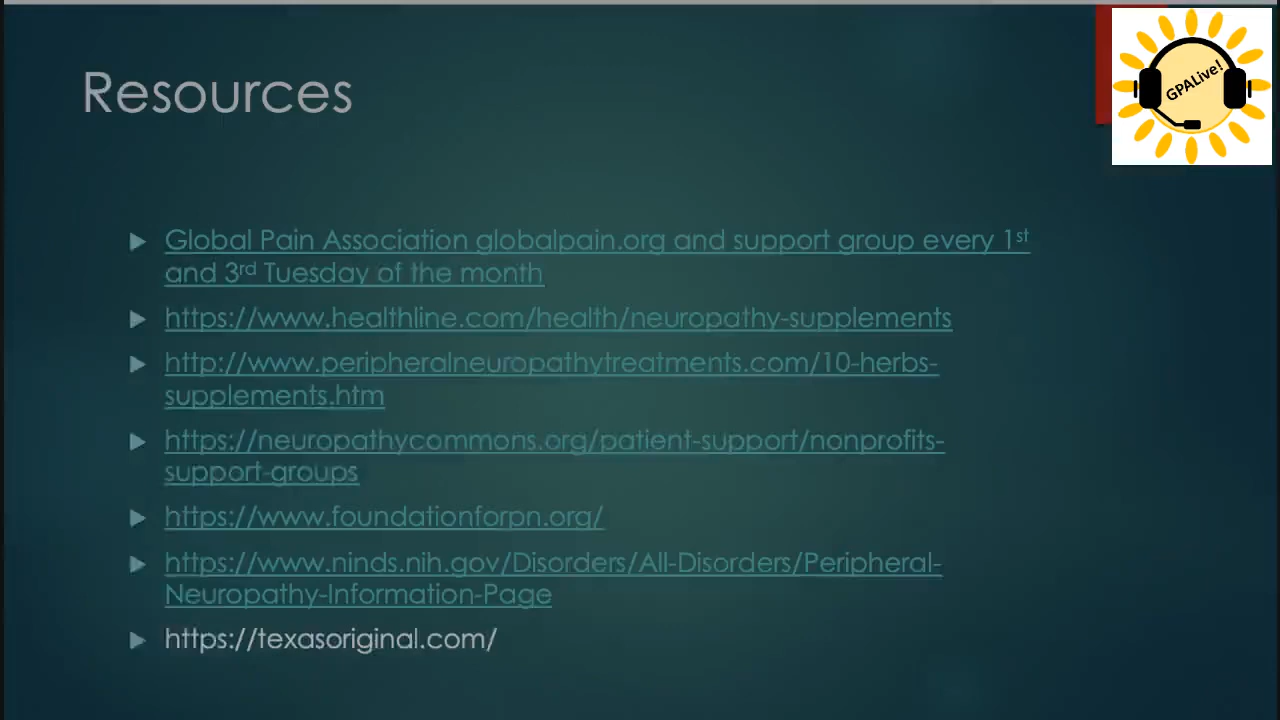 Resources
GPALive!
Global Pain Association globalpain.org and support group every 1st
and 3rd Tuesday of the month
https://www.healthline.com/health/neuropathy-supplements
http://www.peripheralneuropathytreatments.com/10-herbs-
supplements.htm
https://neuropathycommons.org/patient-support/nonprofits-
support-groups
https://www.foundationforpn.org/
https://www.ninds.nih.gov/Disorders/All-Disorders/Peripheral-
Neuropathy-Information-Page
https://texasoriginal.com/